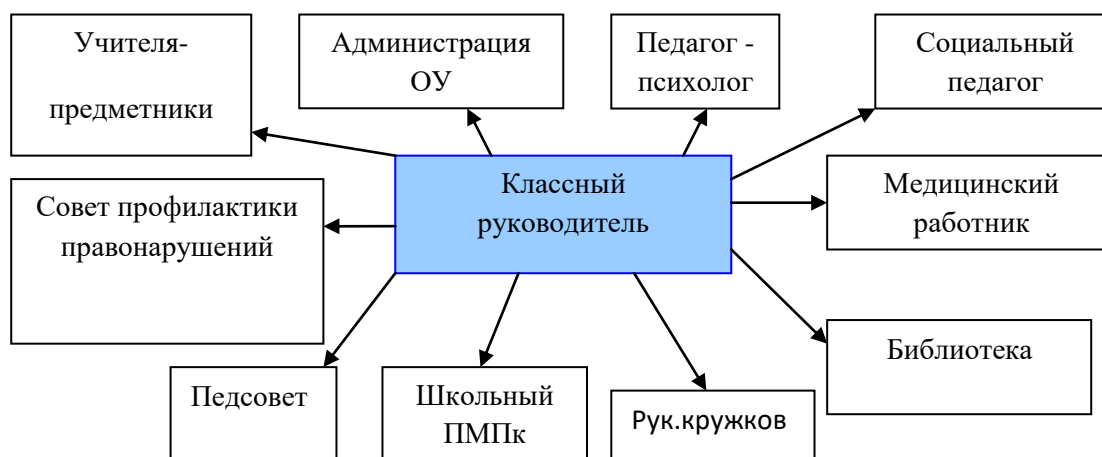 Учителя-
предметники
Администрация
ОУ
Педагог -
психолог
Социальный
педагог
Классный
руководитель
Совет профилактики
правонарушений
Медицинский
работник
Библиотека
Педсовет
Школьный
ПМПк
Рук.кружков